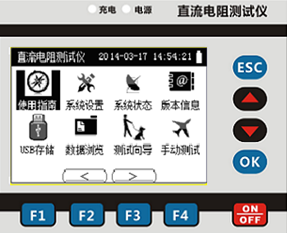 充电 电源 直流电阻测试仪
直流电阻测试仪 2014-03-17 14:54:21
使用指南 系统设置 系统状态 版本信息
USB存储 数据浏览 测试向导 手动测试
< >
ESC
OK
F1 F2 F3 F4 ON
OFF